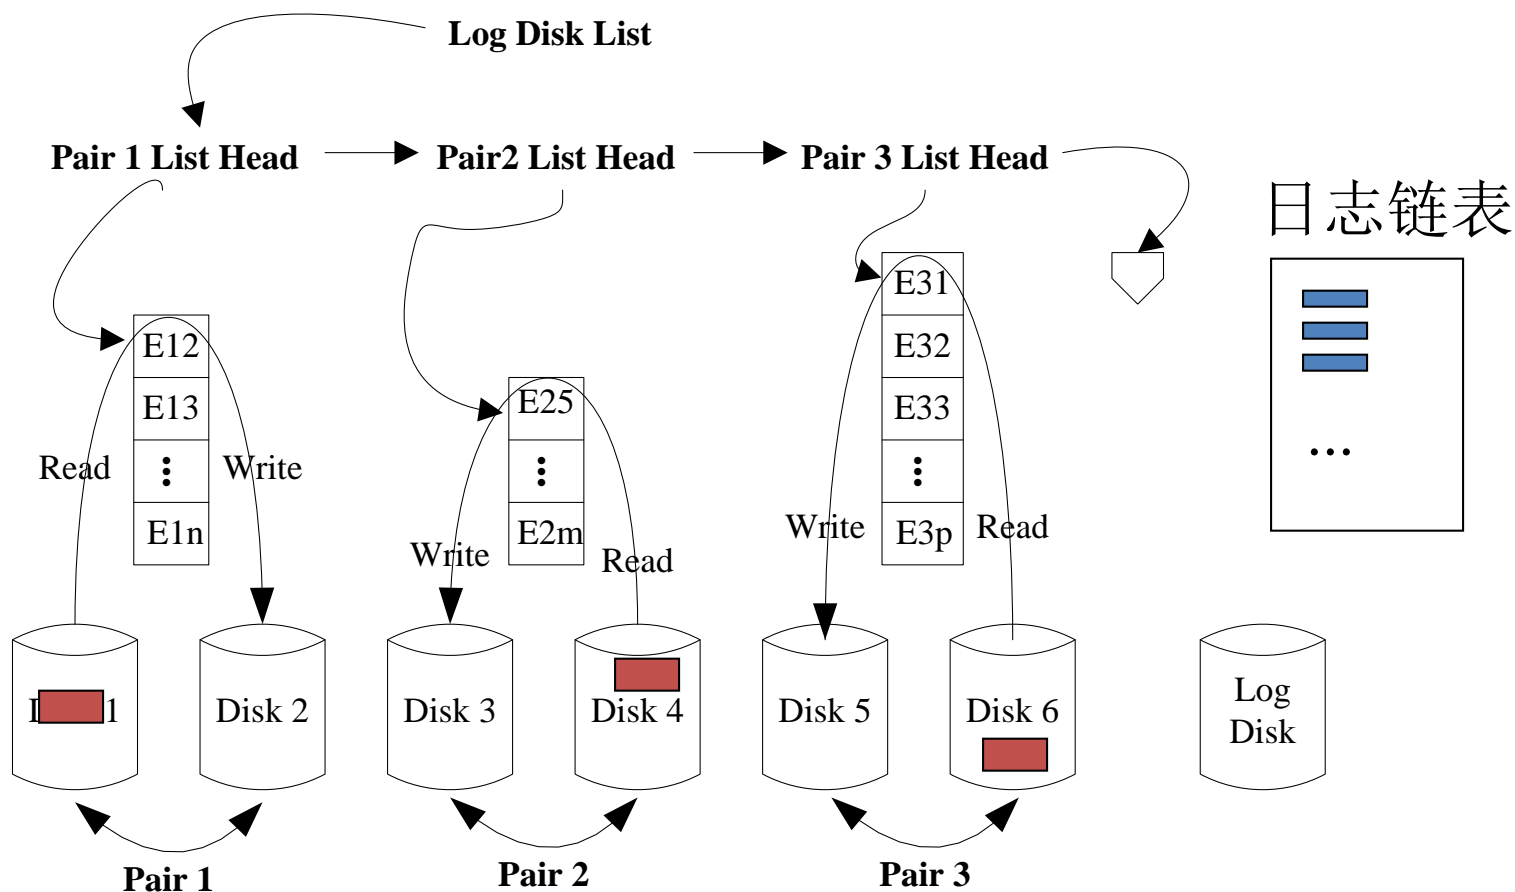 Log Disk List
Pair 1 List Head
Pair2 List Head
Pair 3 List Head
日志链表
E31
E12
E32
E25
E13
E33
...
Read
Write
E1n
E2m
E3p
Write
Read
Write
Read
1
Disk 2
Disk 3
Disk 4
Disk 5
Disk 6
Log
Disk
Pair 1
Pair 2
Pair 3